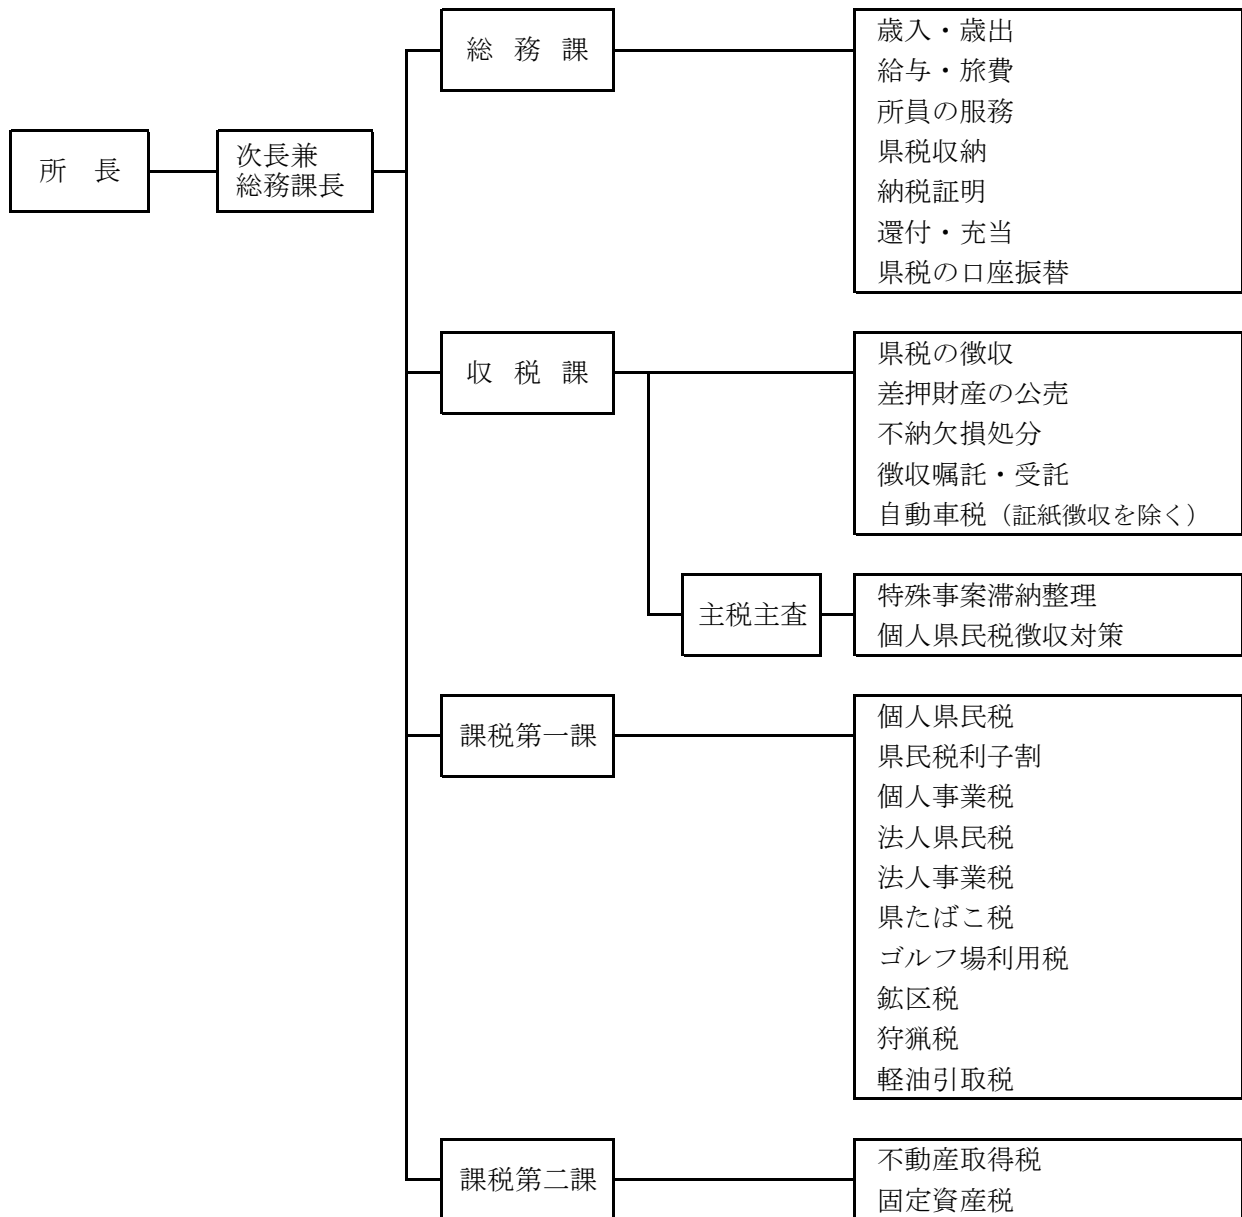 所 長
次長兼
総務課長
総 務 課
歳入・歳出
給与・旅費
所員の服務
県税収納
納税証明
還付・充当
県税の口座振替
収 税 課
県税の徴収
差押財産の公売
不納欠損処分
徴収嘱託・受託
自動車税（証紙徴収を除く）
主税主査
特殊事案滞納整理
個人県民税徴収対策
課税第一課
個人県民税
県民税利子割
個人事業税
法人県民税
法人事業税
県たばこ税
ゴルフ場利用税
鉱区税
狩猟税
軽油引取税
課税第二課
不動産取得税
固定資産税